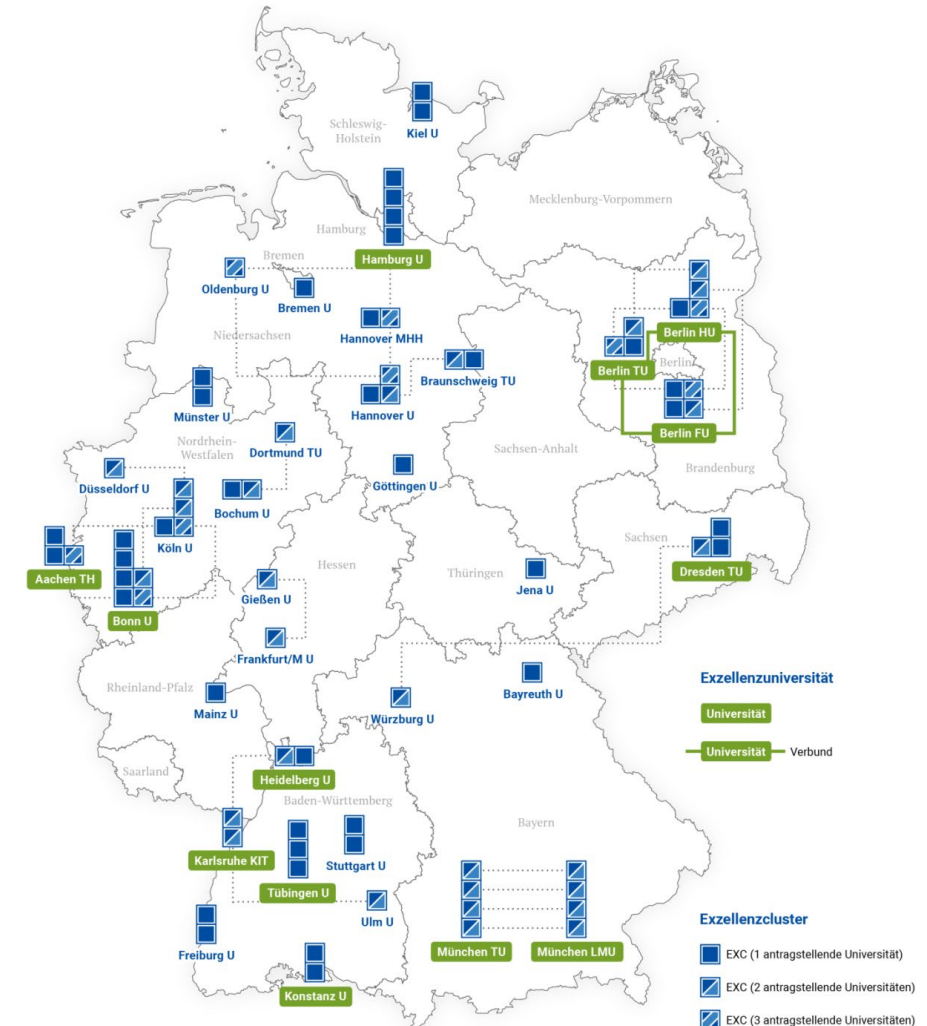 Schleswig-
Holstein
Kiel U
Mecklenburg-Vorpommern
Hamburg
Hamburg U
Bremen
Oldenburg U
Bremen U
Niedersachsen
Hannover MHH
Berlin HU
Berlin TU
Berlin
Braunschweig TU
Münster U
Hannover U
Berlin FU
Nordrhein-
Westfalen
Dortmund TU
Sachsen-Anhalt
Brandenburg
Düsseldorf U
Göttingen U
Bochum U
Köln U
Sachsen
Aachen TH
Hessen
Thüringen
Dresden TU
Gießen U
Jena U
Bonn U
Frankfurt/M U
Rheinland-Pfalz
Mainz U
Würzburg U
Bayreuth U
Exzellenzuniversität
Universität
Universität Verbund
Saarland
Heidelberg U
Baden-Württemberg
Bayern
Karlsruhe KIT
Stuttgart U
Tübingen U
Ulm U
Freiburg U
München TU
München LMU
Konstanz U
Exzellenzcluster
EXC (1 antragstellende Universität)
EXC (2 antragstellende Universitäten)
EXC (3 antragstellende Universitäten)